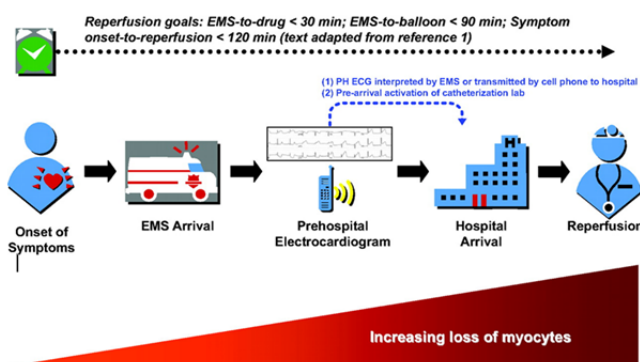 Reperfusion goals: EMS-to-drug < 30 min; EMS-to-balloon < 90 min; Symptom
onset-to-reperfusion < 120 min (text adapted from reference 1)
(1) PH ECG interpreted by EMS or transmitted by cell phone to hospital
(2) Pre-arrival activation of catheterization lab
H
Onset of
Symptoms
EMS Arrival
Prehospital
Electrocardiogram
Hospital
Arrival
Reperfusion
Increasing loss of myocytes